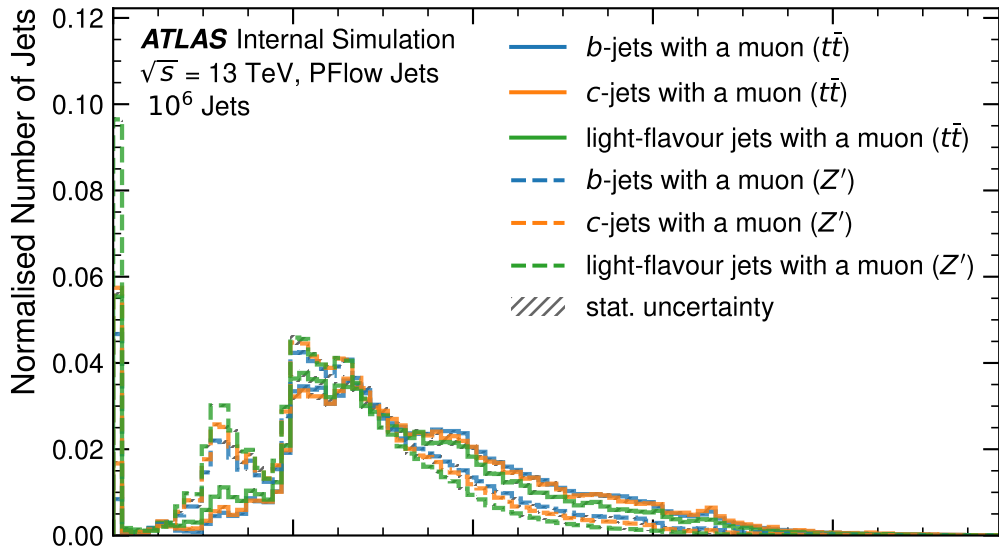 0.12
0.10
0.08
0.06
0.04
0.02
0.00
Normalised Number of Jets
ATLAS Internal Simulation
√s = 13 TeV, PFlow Jets
10⁶ Jets
b-jets with a muon (tt̄)
c-jets with a muon (tt̄)
light-flavour jets with a muon (tt̄)
b-jets with a muon (Z′)
c-jets with a muon (Z′)
light-flavour jets with a muon (Z′)
stat. uncertainty